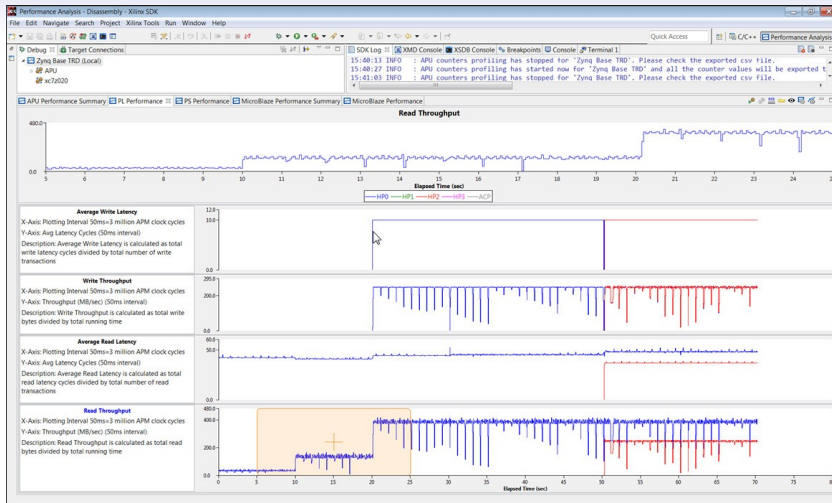 Performance Analysis - Disassembly - Xilinx SDK
File Edit Navigate Search Project Xilinx Tools Run Window Help
Quick Access
C/C++
Performance Analysis
Debug
Target Connections
Zynq Base TRD (Local)
APU
xc7z020
SDK Log
XMD Console
XSDB Console
Breakpoints
Console
Terminal 1
15:40:13 INFO : APU counters profiling has stopped for 'Zynq Base TRD'. Please check the exported csv file.
15:40:27 INFO : APU counters profiling has started now for 'Zynq Base TRD' and all the counter values will be exported t
15:41:03 INFO : APU counters profiling has stopped for 'Zynq Base TRD'. Please check the exported csv file.
APU Performance Summary
PL Performance
PS Performance
MicroBlaze Performance Summary
MicroBlaze Performance
Read Throughput
480.0
0.0
5 6 7 8 9 10 11 12 13 14 15 16 17 18 19 20 21 22 23 24
Elapsed Time (sec)
HP0 HP1 HP2 HP3 ACP
Average Write Latency
X-Axis: Plotting Interval 50ms=3 million APM clock cycles
Y-Axis: Avg Latency Cycles (50ms interval)
Description: Average Write Latency is calculated as total
write latency cycles divided by total number of write
transactions
12.0
10.0
0.0
Write Throughput
X-Axis: Plotting Interval 50ms=3 million APM clock cycles
Y-Axis: Throughput (MB/sec) (50ms interval)
Description: Write Throughput is calculated as total write
bytes divided by total running time
295.0
200.0
0.0
Average Read Latency
X-Axis: Plotting Interval 50ms=3 million APM clock cycles
Y-Axis: Avg Latency Cycles (50ms interval)
Description: Average Read Latency is calculated as total
read latency cycles divided by total number of read
transactions
60.0
50.0
0.0
Read Throughput
X-Axis: Plotting Interval 50ms=3 million APM clock cycles
Y-Axis: Throughput (MB/sec) (50ms interval)
Description: Read Throughput is calculated as total read
bytes divided by total running time
480.0
400.0
0.0
0 5 10 15 20 25 30 35 40 45 50 55 60 65 70 75
Elapsed Time (sec)